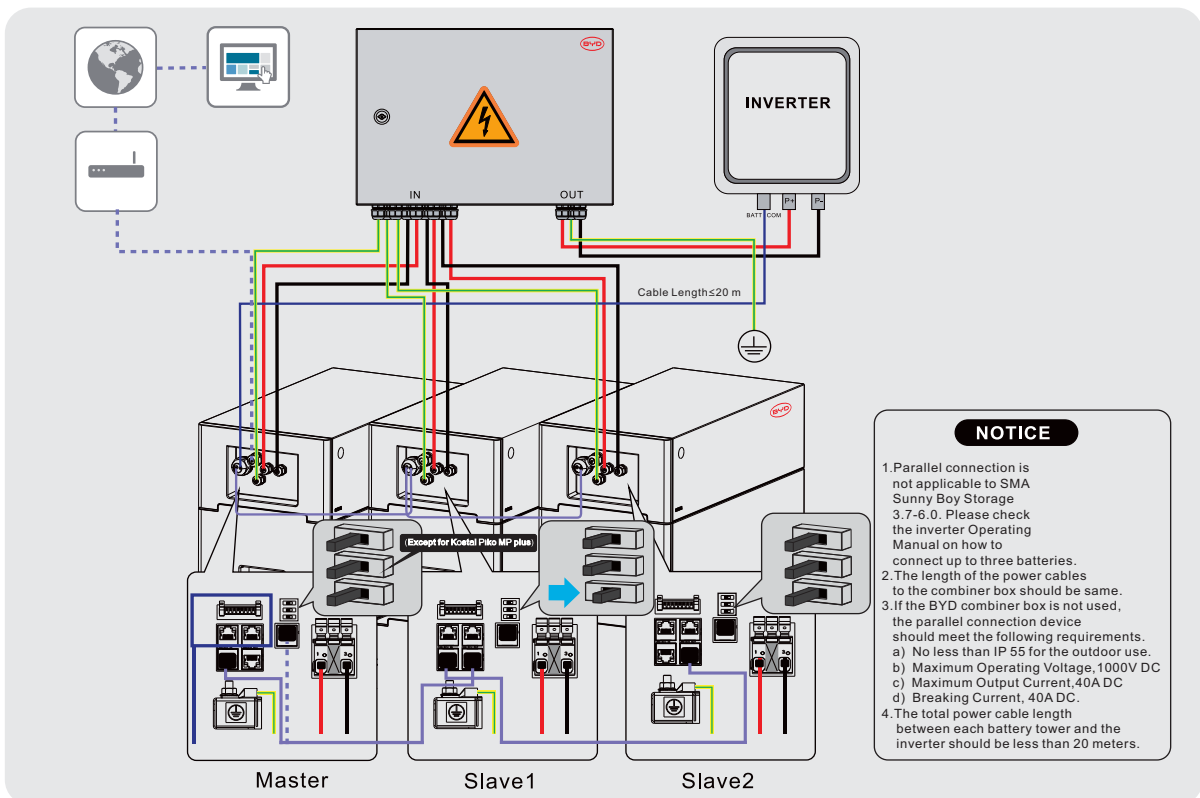 BYD
INVERTER
IN
OUT
BATT COM
P+
P-
Cable Length≤20 m
BYD
(Except for Kostal Piko MP plus)
NOTICE
1.Parallel connection is
not applicable to SMA
Sunny Boy Storage
3.7-6.0. Please check
the inverter Operating
Manual on how to
connect up to three batteries.
2.The length of the power cables
to the combiner box should be same.
3.If the BYD combiner box is not used,
the parallel connection device
should meet the following requirements.
a) No less than IP 55 for the outdoor use.
b) Maximum Operating Voltage,1000V DC
c) Maximum Output Current,40A DC
d) Breaking Current, 40A DC.
4.The total power cable length
between each battery tower and the
inverter should be less than 20 meters.
Master
Slave1
Slave2